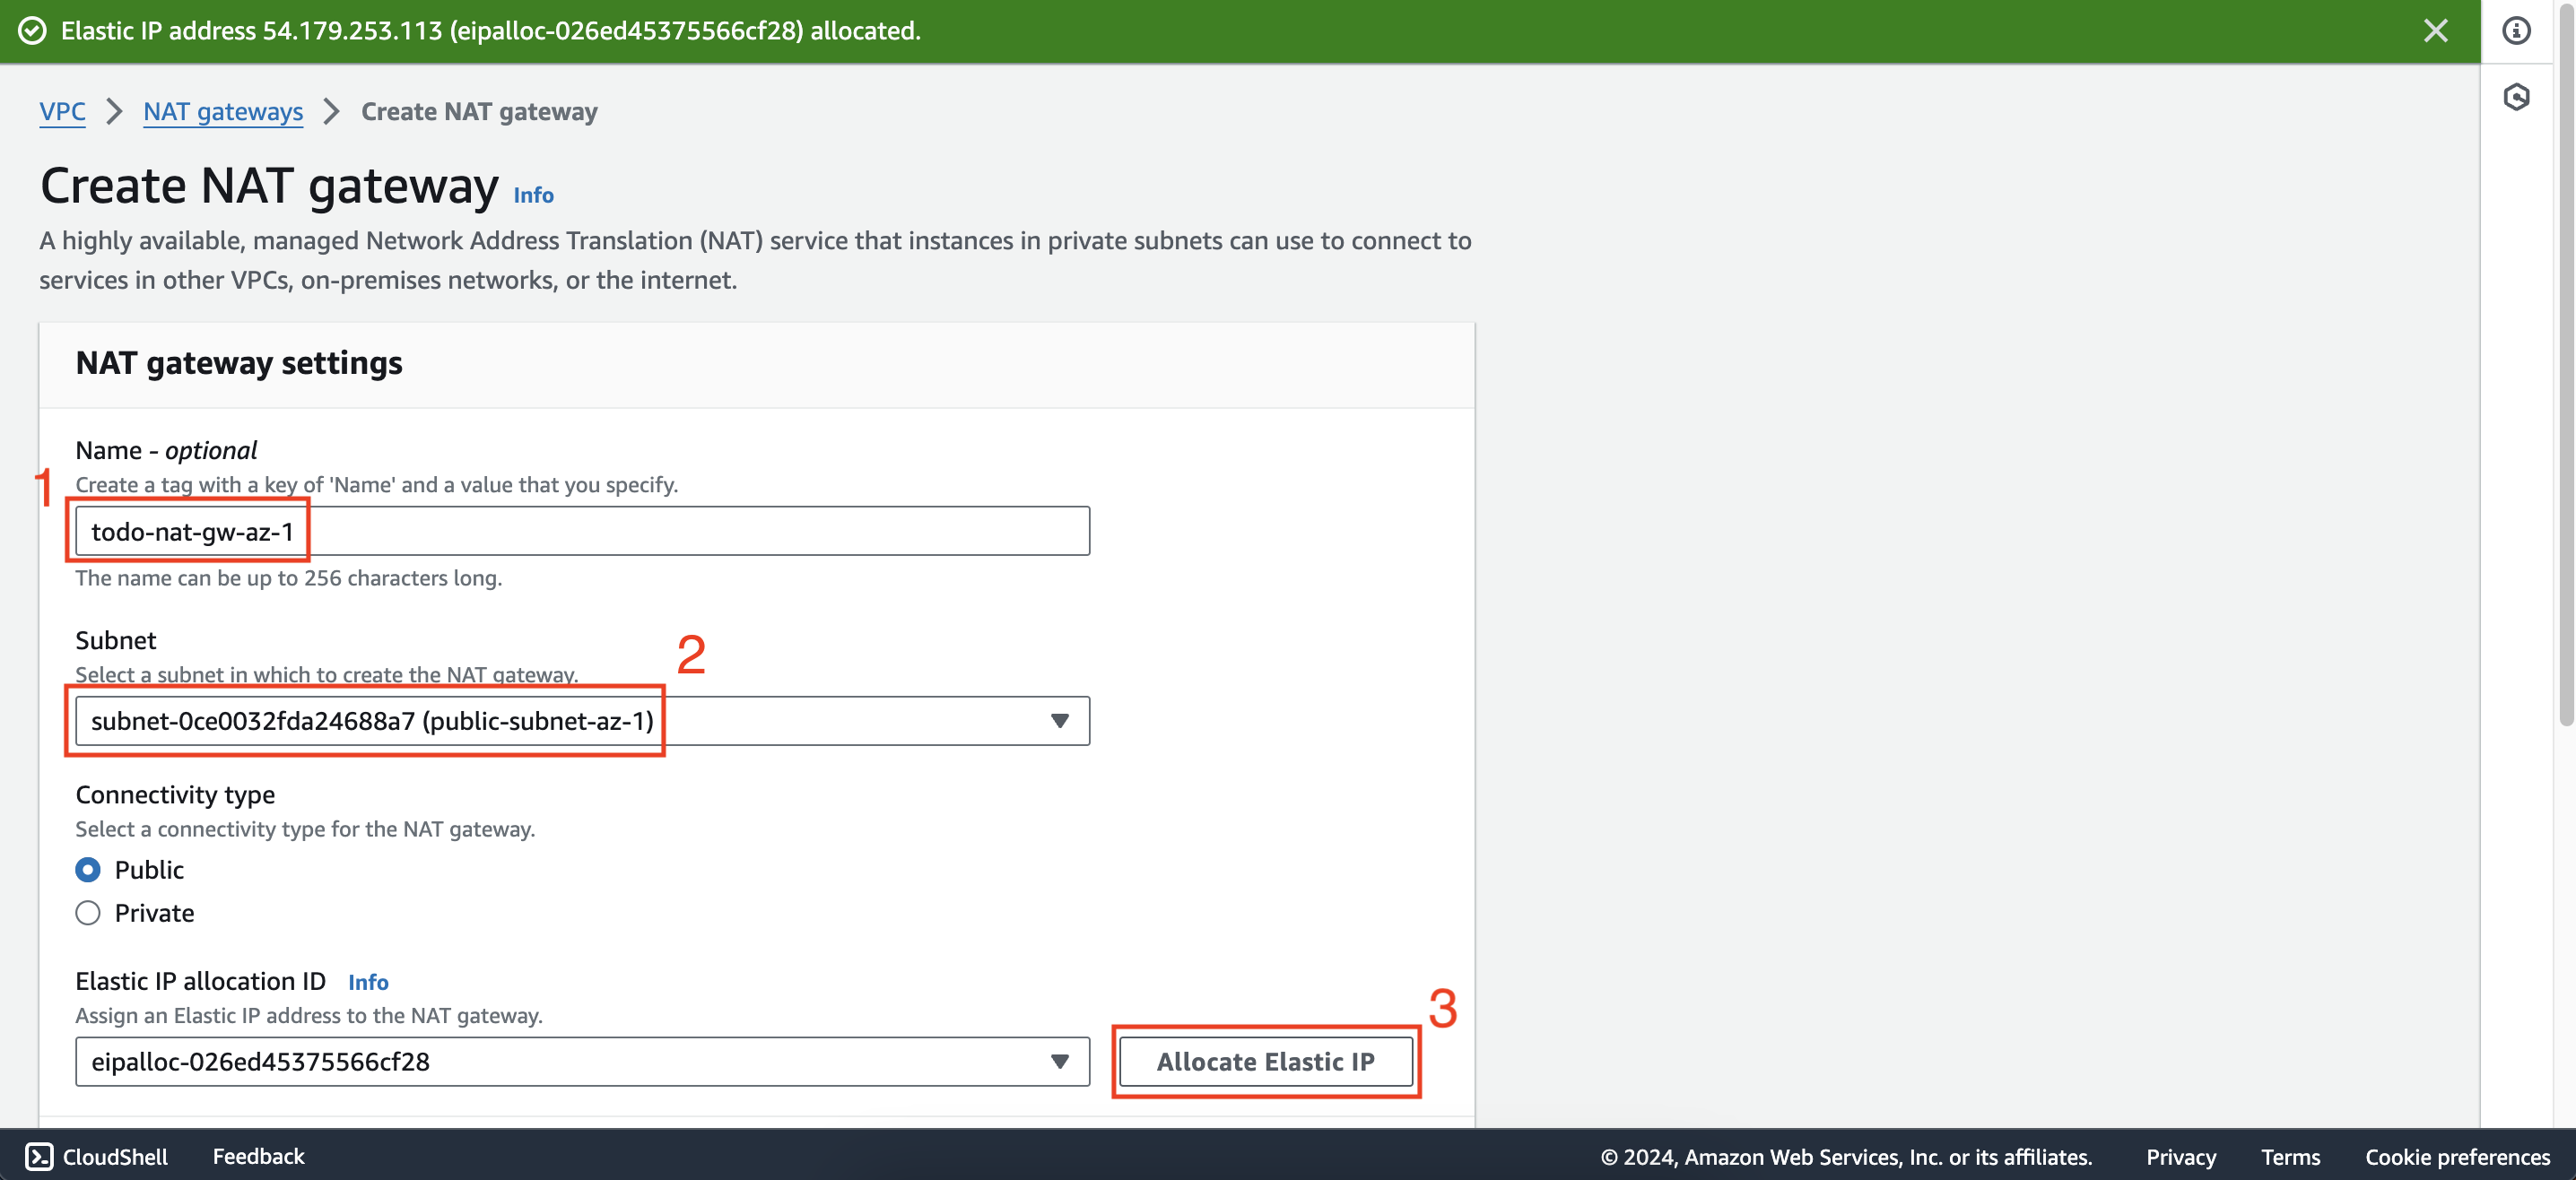 Elastic IP address 54.179.253.113 (eipalloc-026ed45375566cf28) allocated.
VPC > NAT gateways > Create NAT gateway
Create NAT gateway Info
A highly available, managed Network Address Translation (NAT) service that instances in private subnets can use to connect to
services in other VPCs, on-premises networks, or the internet.
NAT gateway settings
Name - optional
1
Create a tag with a key of 'Name' and a value that you specify.
todo-nat-gw-az-1
The name can be up to 256 characters long.
Subnet
2
Select a subnet in which to create the NAT gateway.
subnet-0ce0032fda24688a7 (public-subnet-az-1)
Connectivity type
Select a connectivity type for the NAT gateway.
Public
Private
Elastic IP allocation ID Info
Assign an Elastic IP address to the NAT gateway.
3
eipalloc-026ed45375566cf28
Allocate Elastic IP
CloudShell Feedback © 2024, Amazon Web Services, Inc. or its affiliates. Privacy Terms Cookie preferences